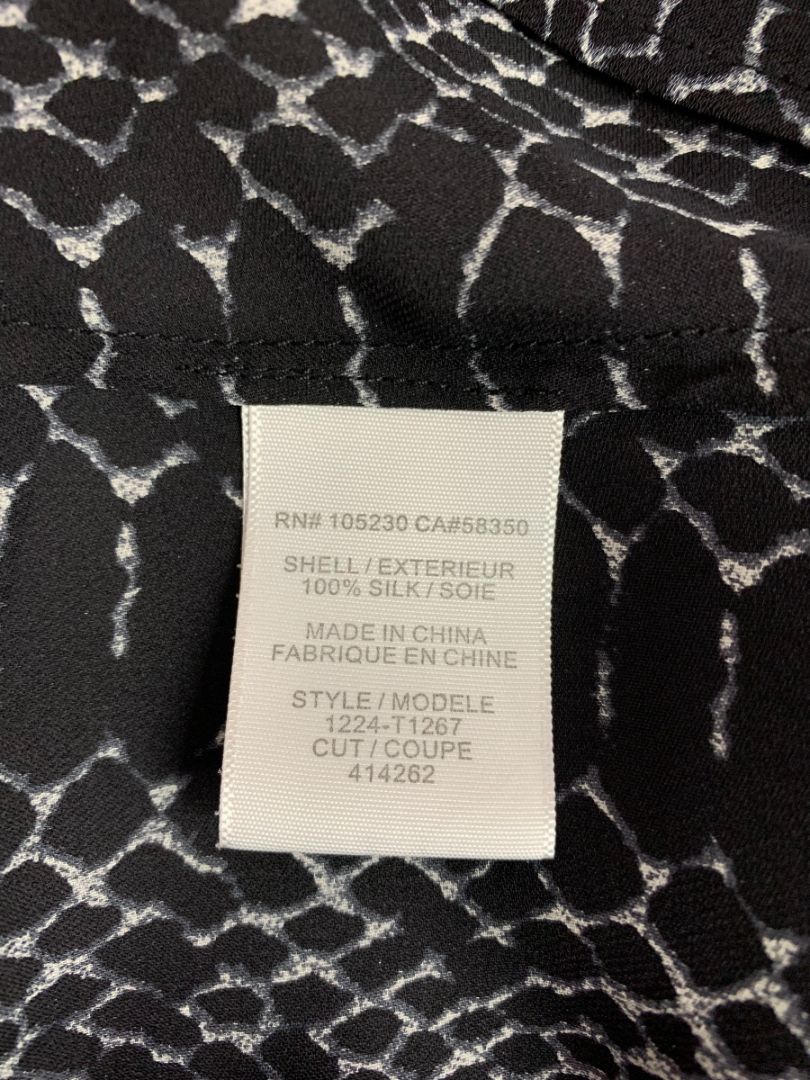 RN# 105230 CA#58350
SHELL / EXTERIEUR
100% SILK / SOIE
MADE IN CHINA
FABRIQUE EN CHINE
STYLE / MODELE
1224-T1267
CUT / COUPE
414262